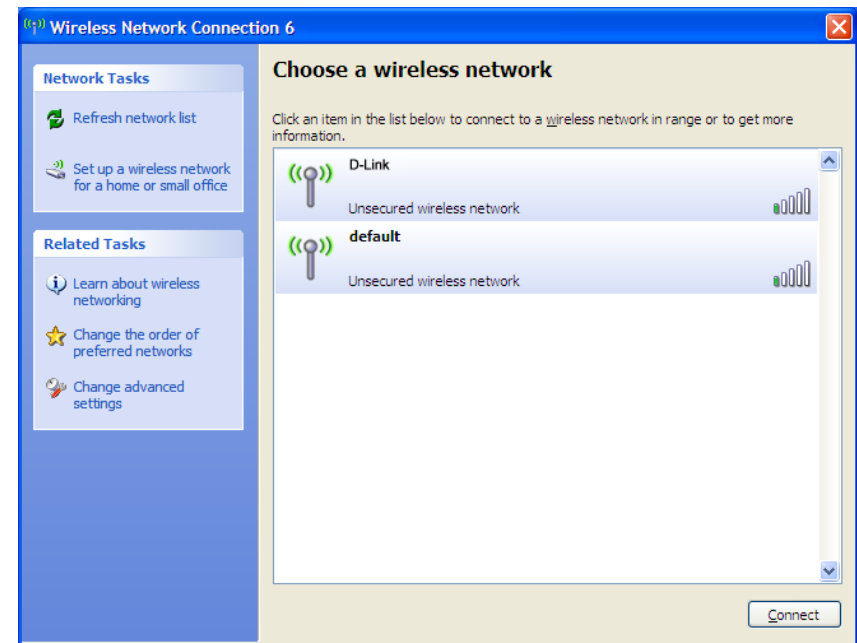 Wireless Network Connection 6
Network Tasks
Refresh network list
Set up a wireless network
for a home or small office
Related Tasks
Learn about wireless
networking
Change the order of
preferred networks
Change advanced
settings
Choose a wireless network
Click an item in the list below to connect to a wireless network in range or to get more
information.
D-Link
Unsecured wireless network
default
Unsecured wireless network
Connect